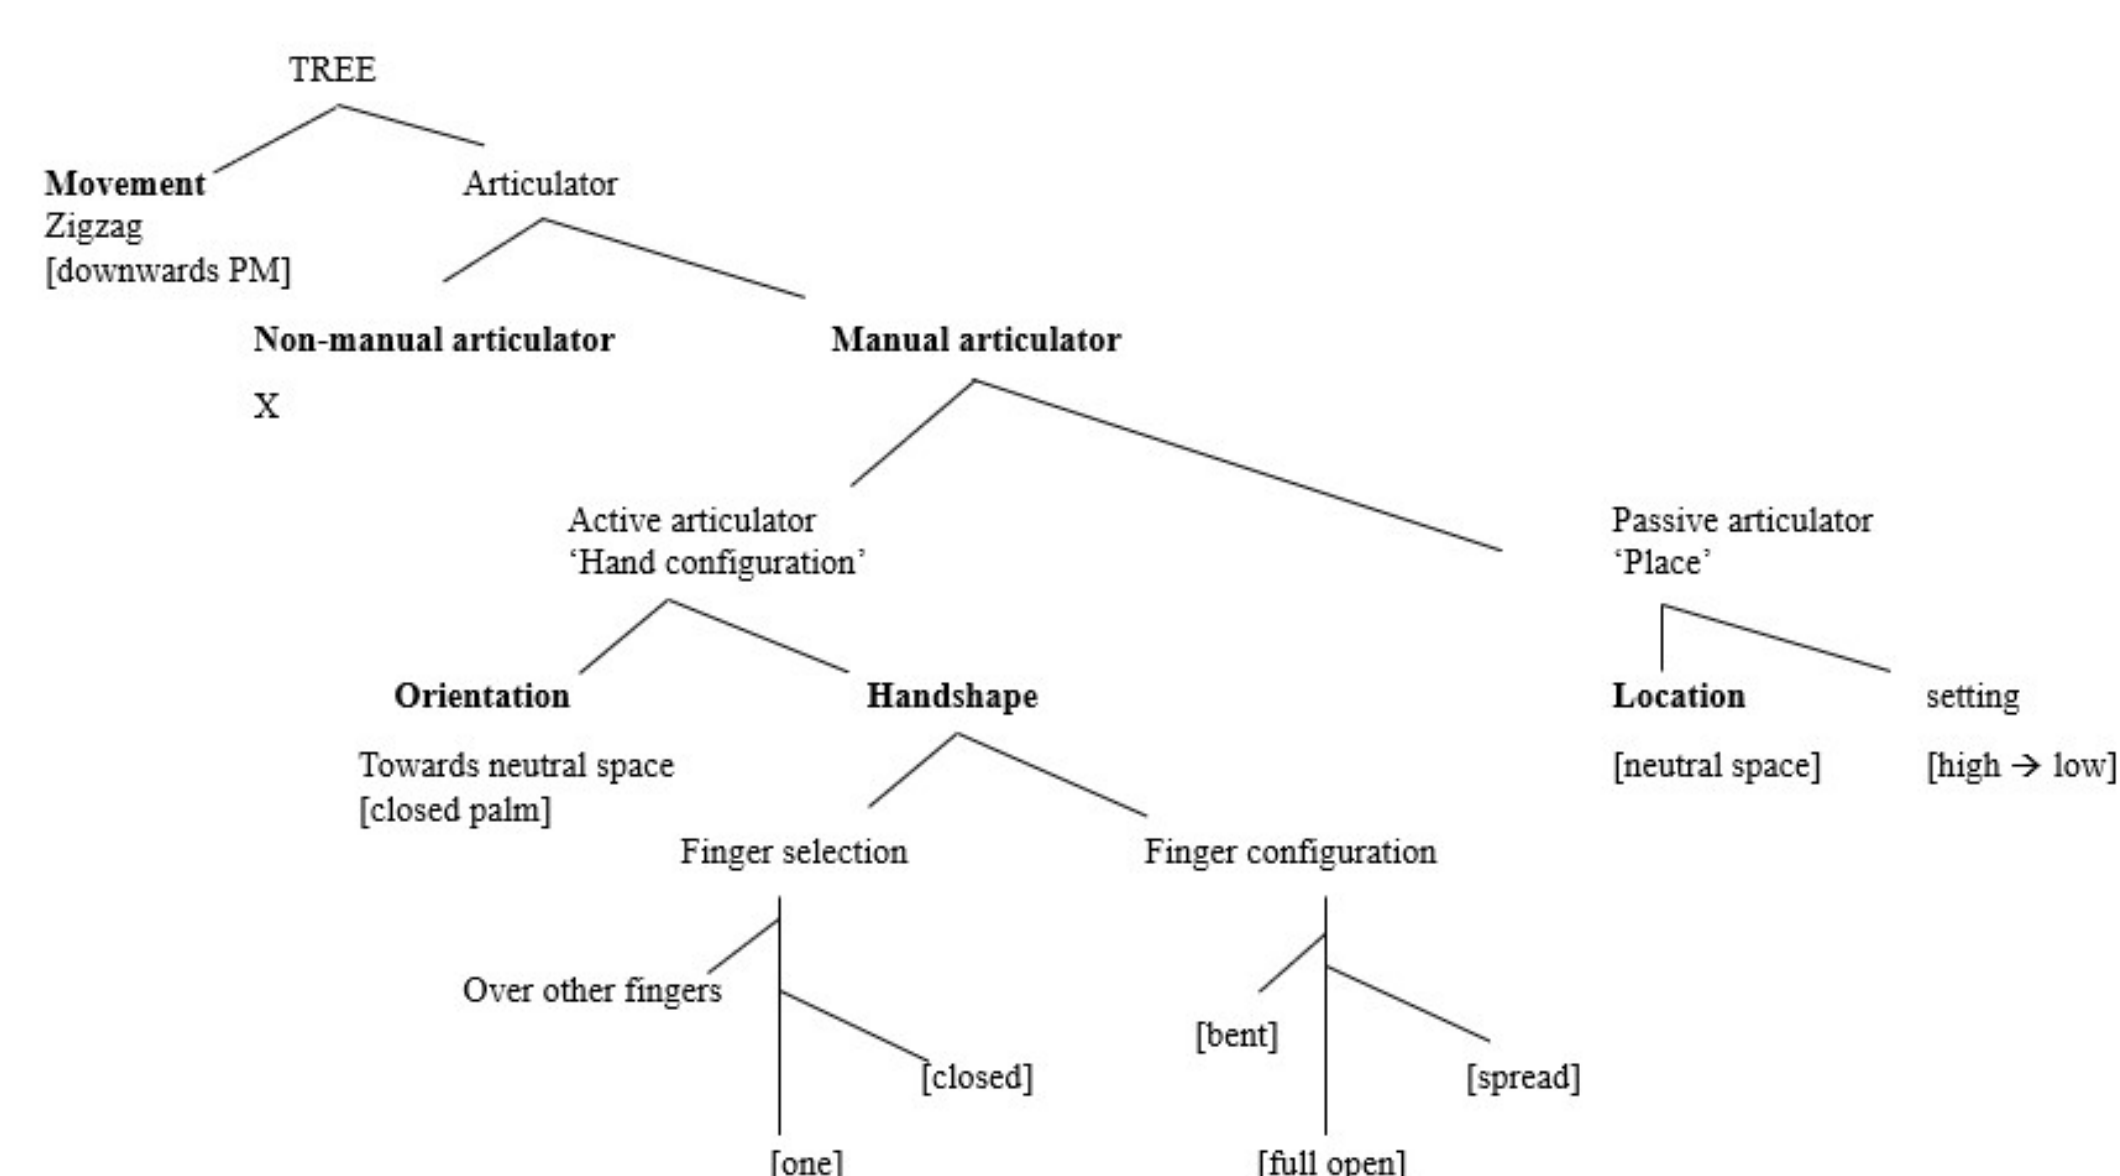 TREE
Movement
Articulator
Zigzag
[downwards PM]
Non-manual articulator
Manual articulator
X
Active articulator
‘Hand configuration’
Passive articulator
‘Place’
Orientation
Handshape
Location
setting
Towards neutral space
[closed palm]
[neutral space]
[high → low]
Finger selection
Finger configuration
Over other fingers
[bent]
[closed]
[spread]
[one]
[full open]